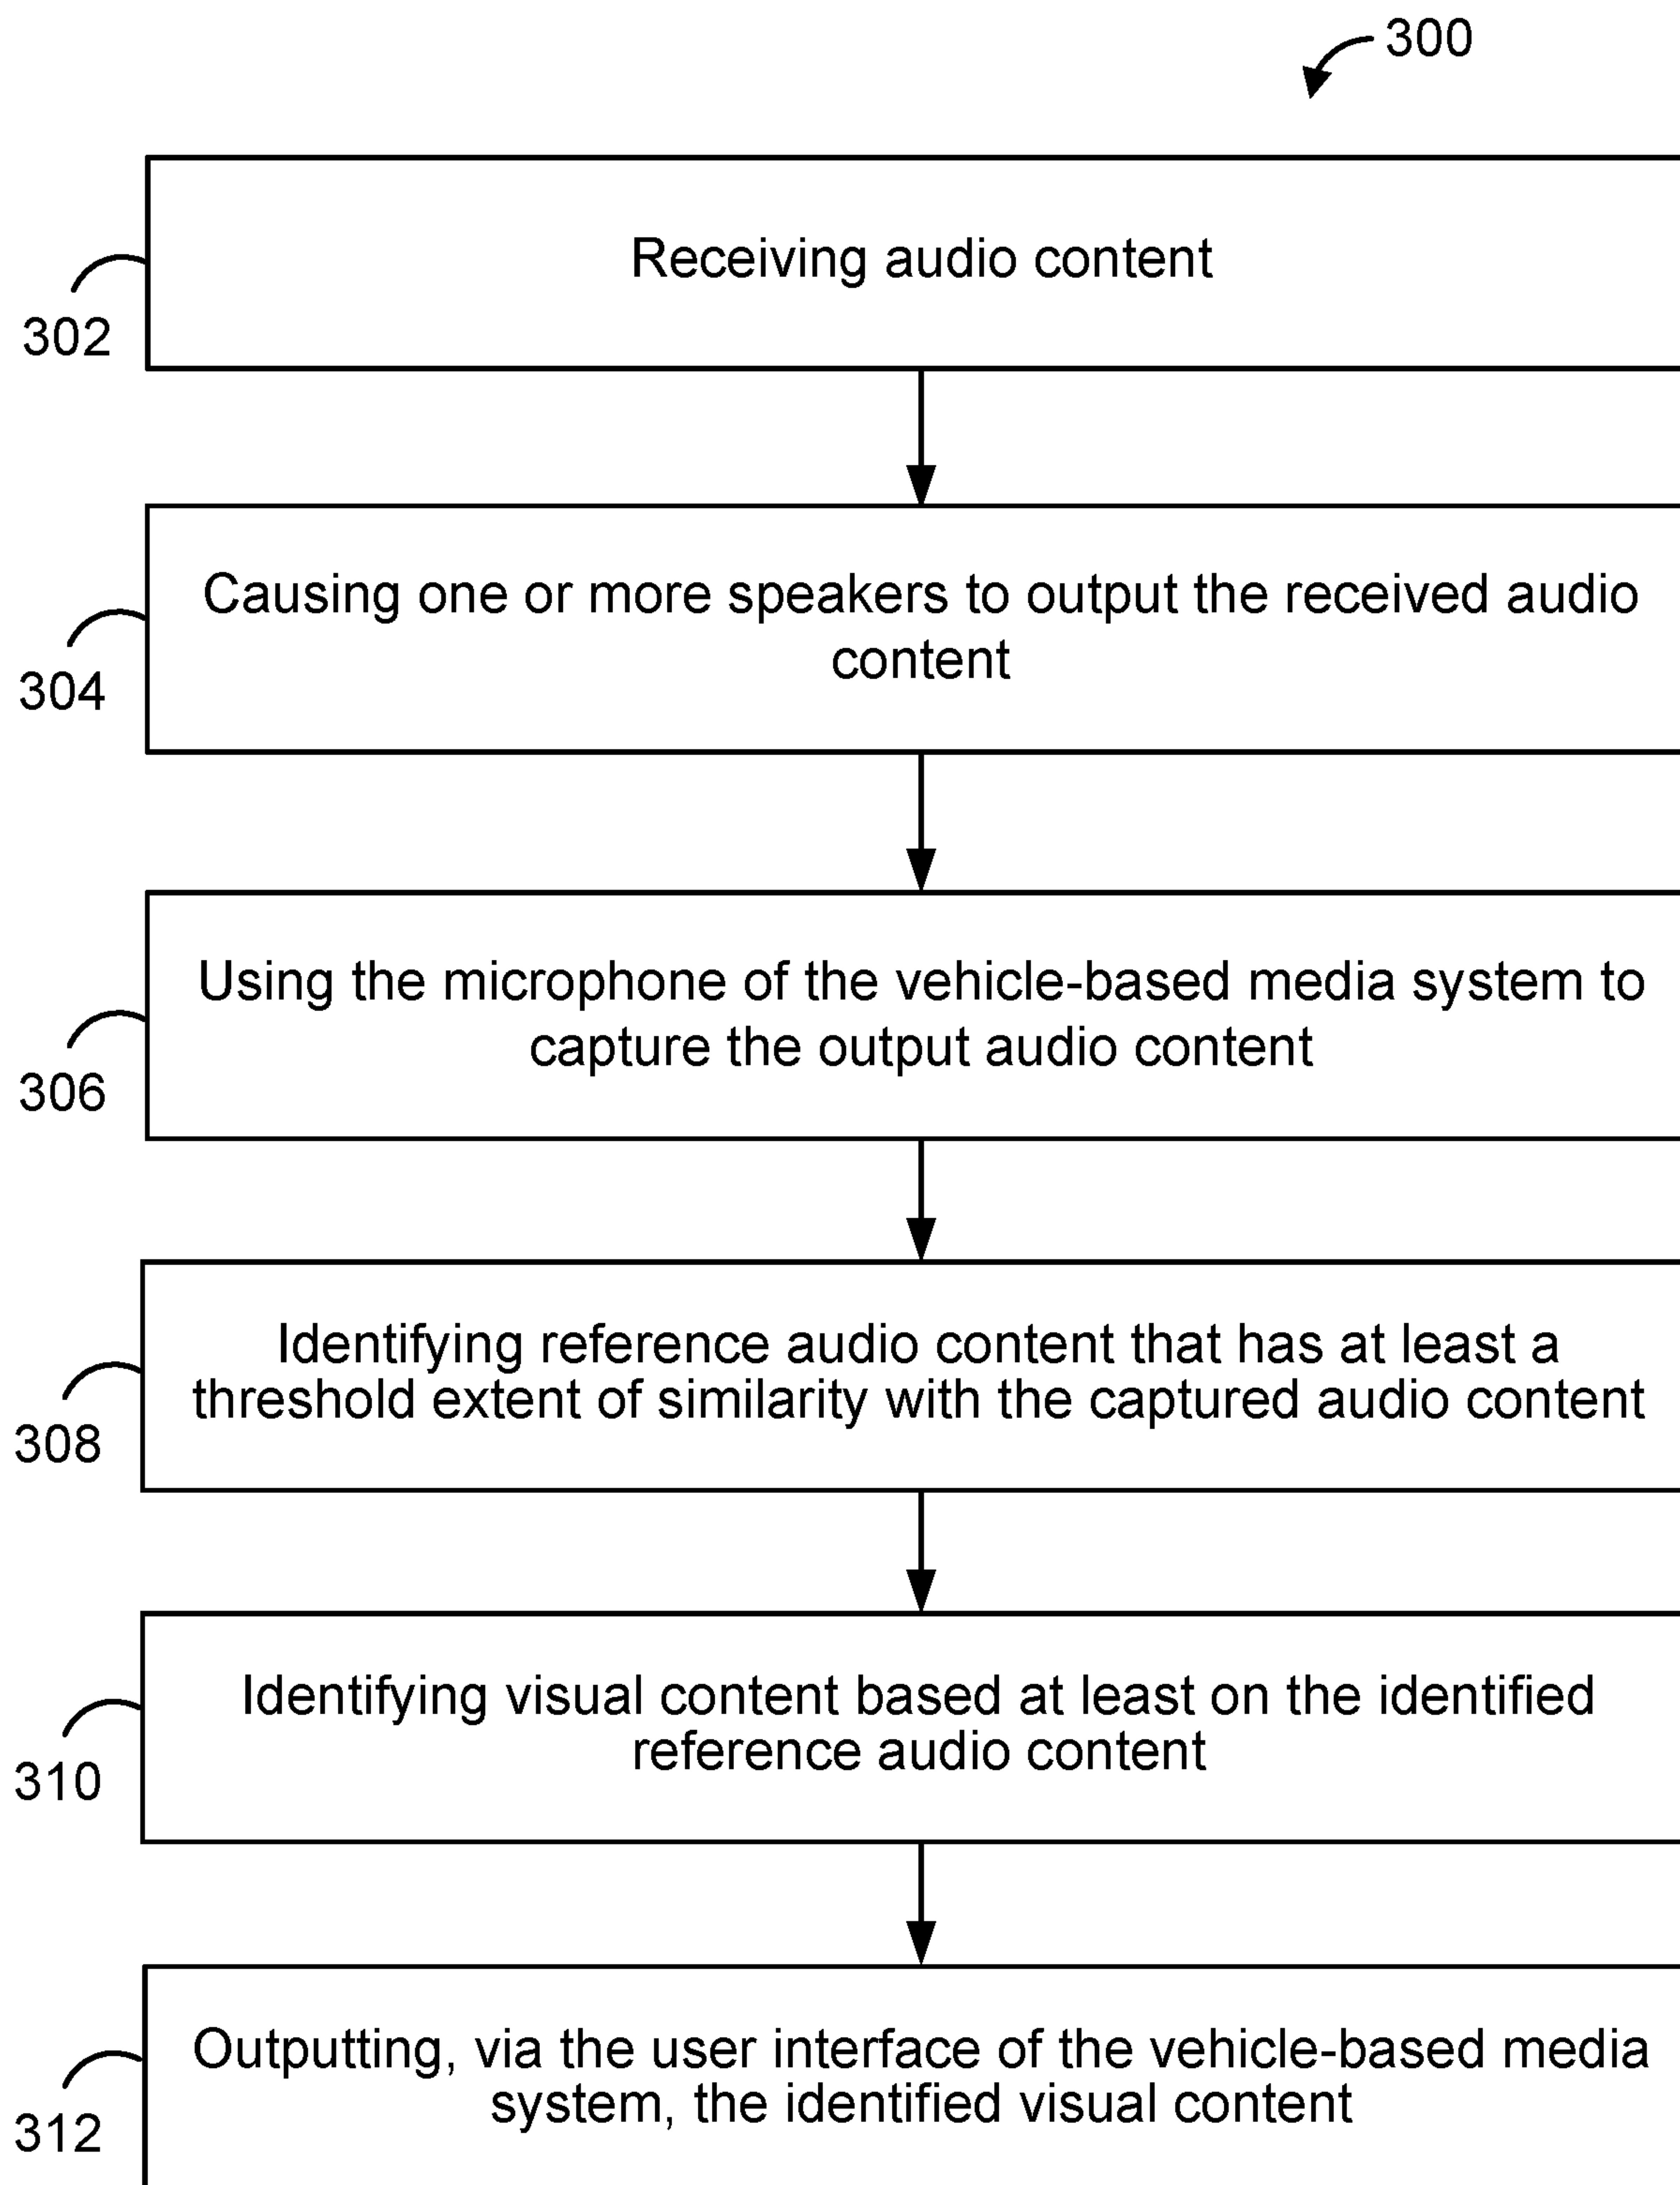 300
Receiving audio content
302
Causing one or more speakers to output the received audio
content
304
Using the microphone of the vehicle-based media system to
capture the output audio content
306
Identifying reference audio content that has at least a
threshold extent of similarity with the captured audio content
308
Identifying visual content based at least on the identified
reference audio content
310
Outputting, via the user interface of the vehicle-based media
system, the identified visual content
312